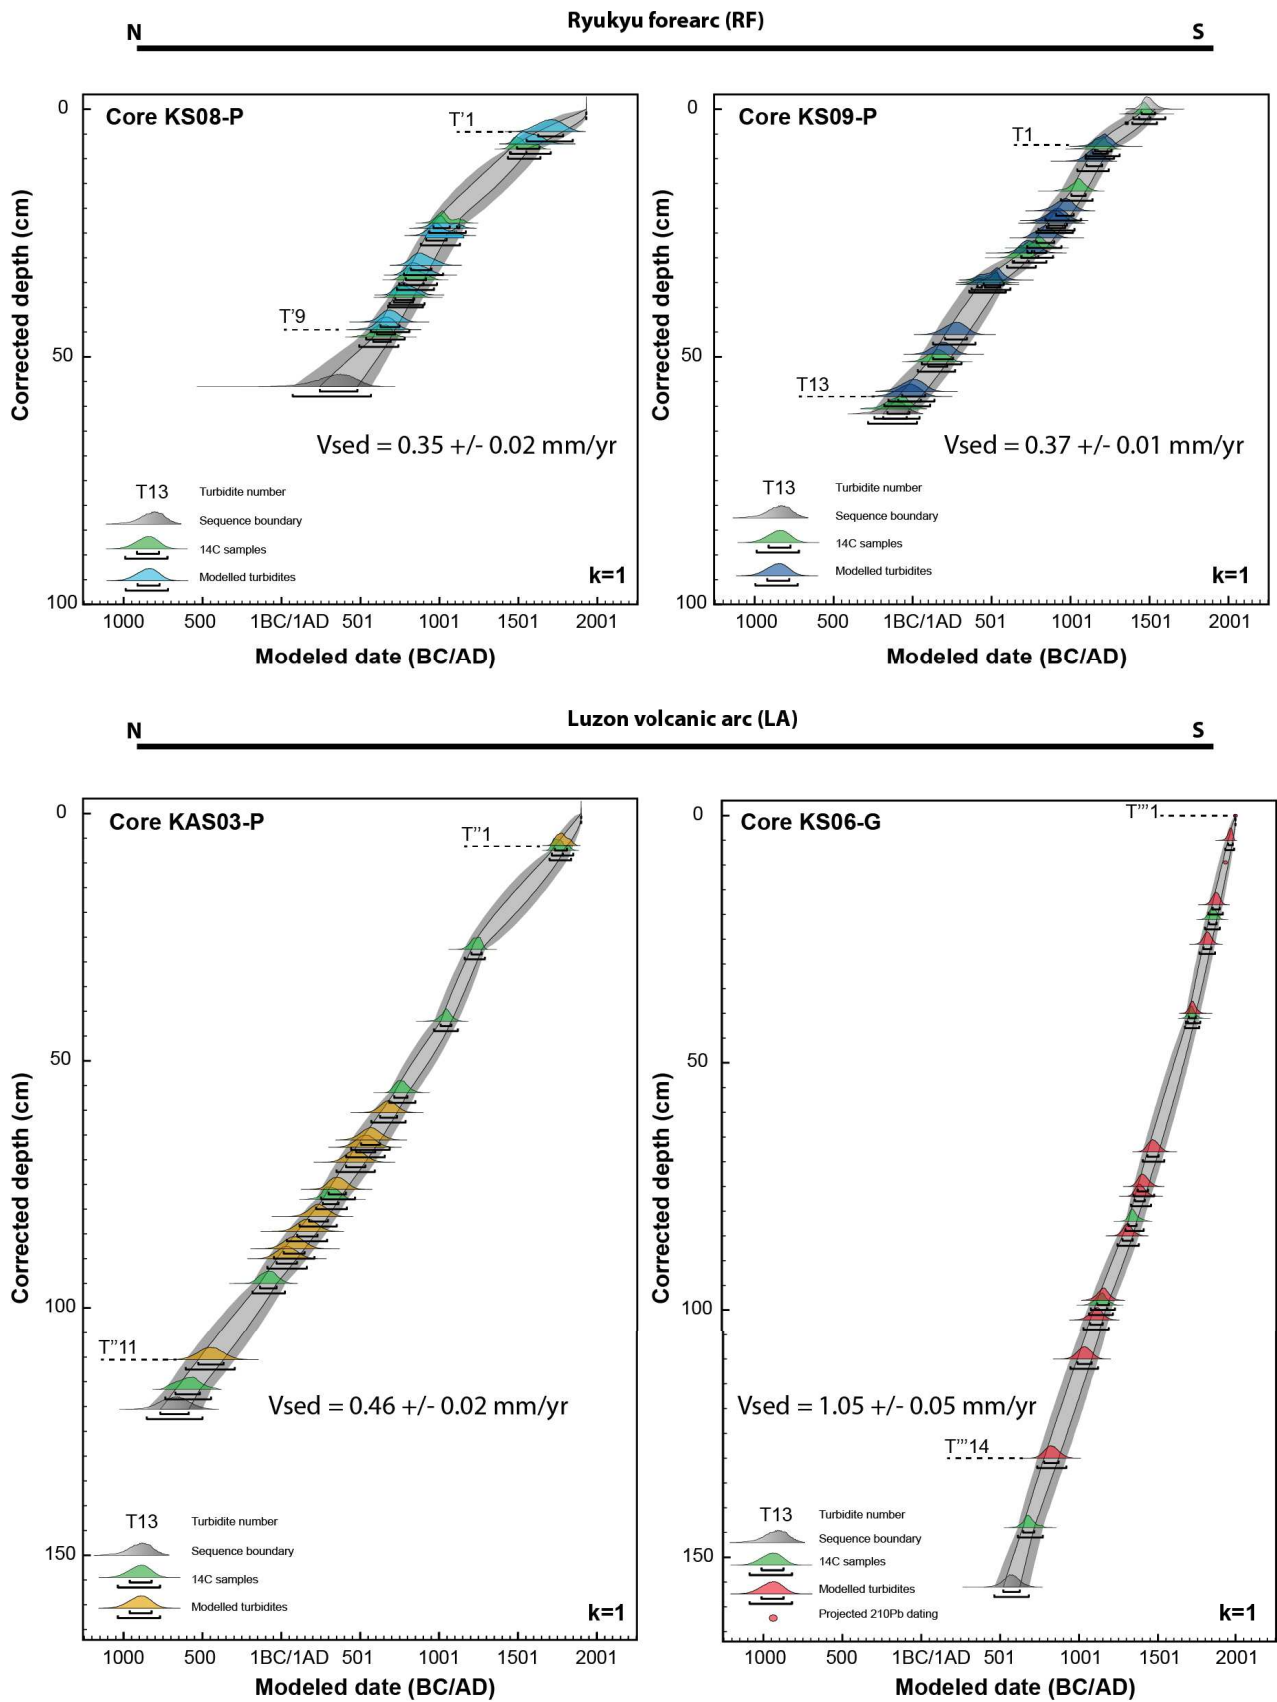 Ryukyu forearc (RF)
N
S
Core KS08-P
T'1
T'9
Vsed = 0.35 +/- 0.02 mm/yr
T13 Turbidite number
Sequence boundary
14C samples
Modelled turbidites
k=1
0
50
100
Corrected depth (cm)
1000 500 1BC/1AD 501 1001 1501 2001
Modeled date (BC/AD)
Core KS09-P
T1
T13
Vsed = 0.37 +/- 0.01 mm/yr
T13 Turbidite number
Sequence boundary
14C samples
Modelled turbidites
k=1
0
50
100
Corrected depth (cm)
1000 500 1BC/1AD 501 1001 1501 2001
Modeled date (BC/AD)
Luzon volcanic arc (LA)
N
S
Core KAS03-P
T"1
T"11
Vsed = 0.46 +/- 0.02 mm/yr
T13 Turbidite number
Sequence boundary
14C samples
Modelled turbidites
k=1
0
50
100
150
Corrected depth (cm)
1000 500 1BC/1AD 501 1001 1501 2001
Modeled date (BC/AD)
Core KS06-G
T"'1
T"'14
Vsed = 1.05 +/- 0.05 mm/yr
T13 Turbidite number
Sequence boundary
14C samples
Modelled turbidites
Projected 210Pb dating
k=1
0
50
100
150
Corrected depth (cm)
1000 500 1BC/1AD 501 1001 1501 2001
Modeled date (BC/AD)